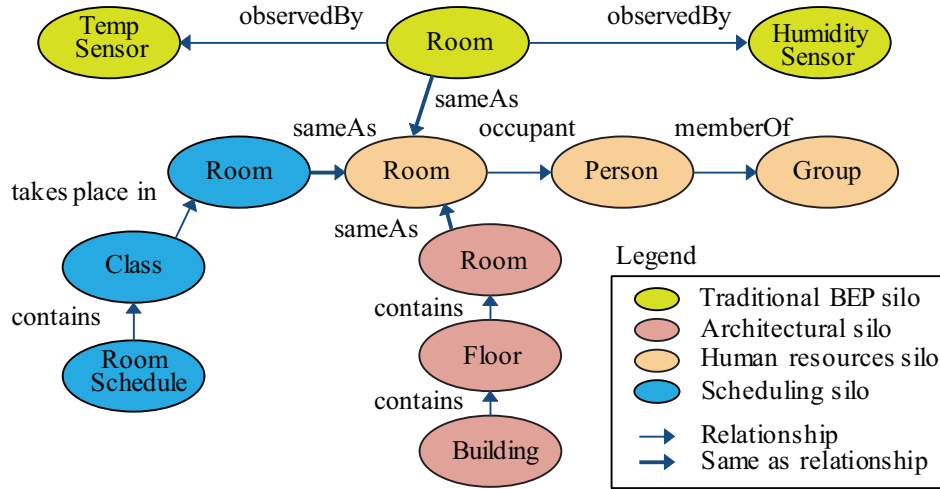 observedBy
observedBy
Temp
Sensor
Room
Humidity
Sensor
sameAs
sameAs
occupant
memberOf
Room
Room
Person
Group
takes place in
sameAs
Class
Room
contains
contains
Room
Schedule
Floor
contains
Building
Legend
Traditional BEP silo
Architectural silo
Human resources silo
Scheduling silo
Relationship
Same as relationship